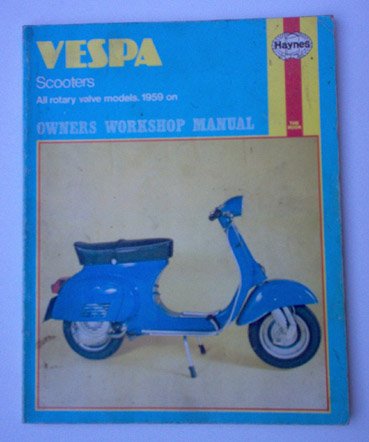 VESPA
Haynes
Scooters
All rotary valve models. 1959 on
OWNERS WORKSHOP MANUAL